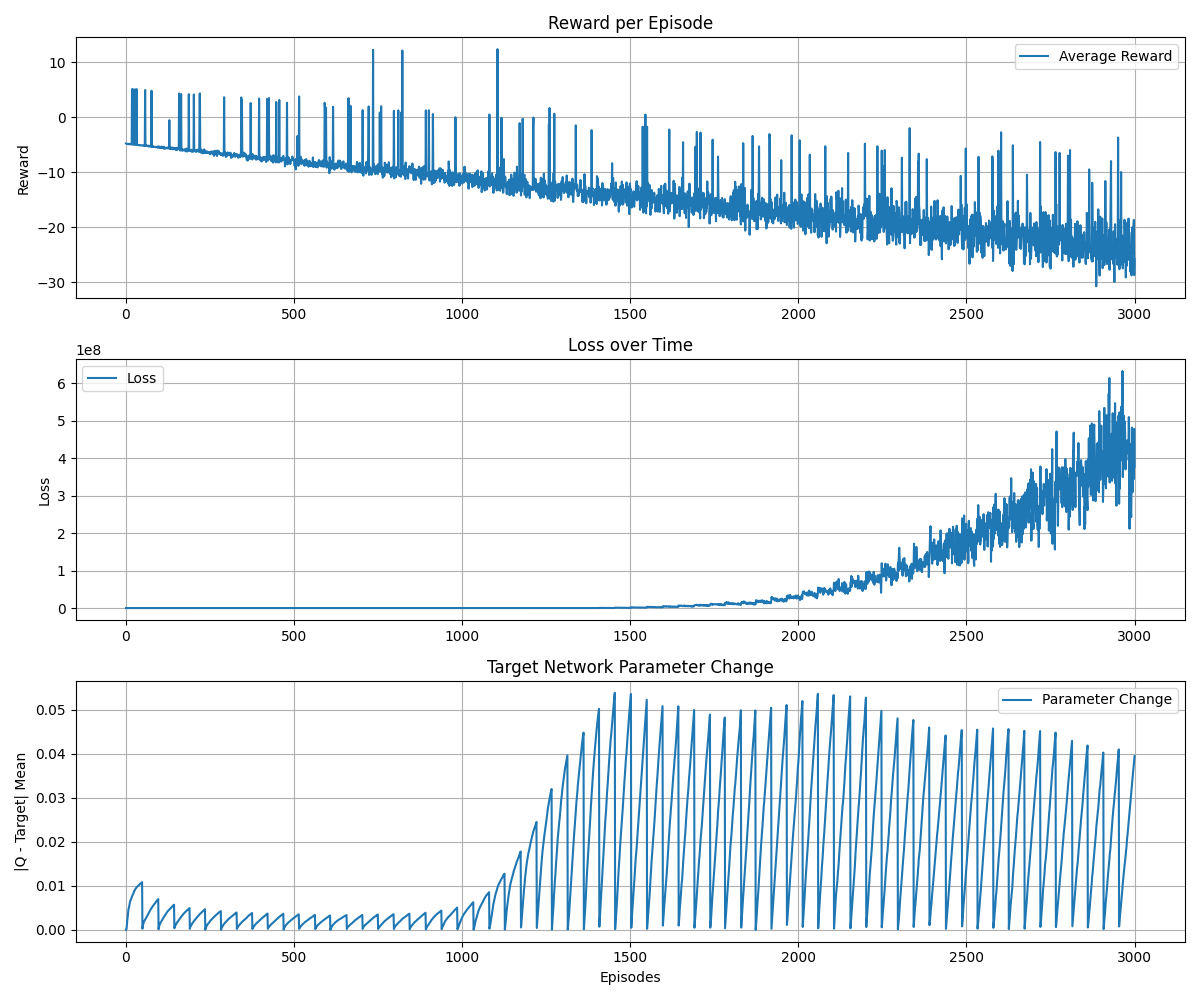 Reward per Episode
Average Reward
Reward
10
0
−10
−20
−30
0 500 1000 1500 2000 2500 3000
Loss over Time
1e8
Loss
Loss
6
5
4
3
2
1
0
0 500 1000 1500 2000 2500 3000
Target Network Parameter Change
Parameter Change
|Q - Target| Mean
0.05
0.04
0.03
0.02
0.01
0.00
0 500 1000 1500 2000 2500 3000
Episodes